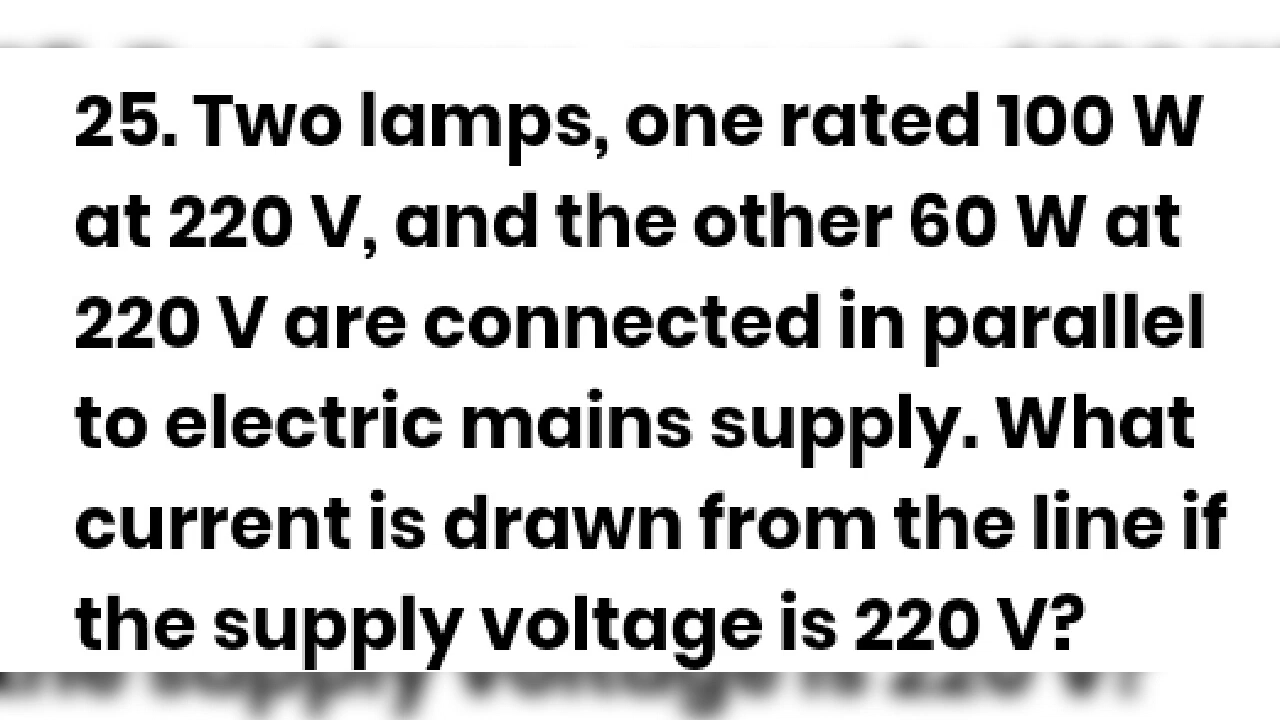 25. Two lamps, one rated 100 W
at 220 V, and the other 60 W at
220 V are connected in parallel
to electric mains supply. What
current is drawn from the line if
the supply voltage is 220 V?